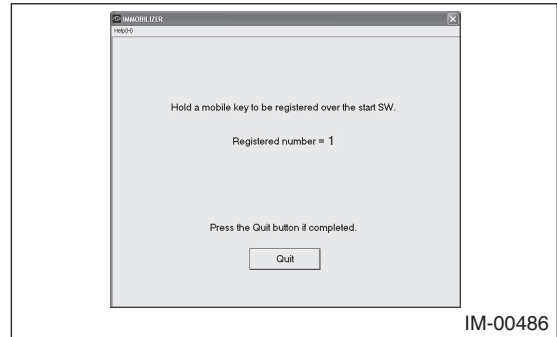 IMMOBILIZER
Help(H)
Hold a mobile key to be registered over the start SW.
Registered number = 1
Press the Quit button if completed.
Quit
IM-00486